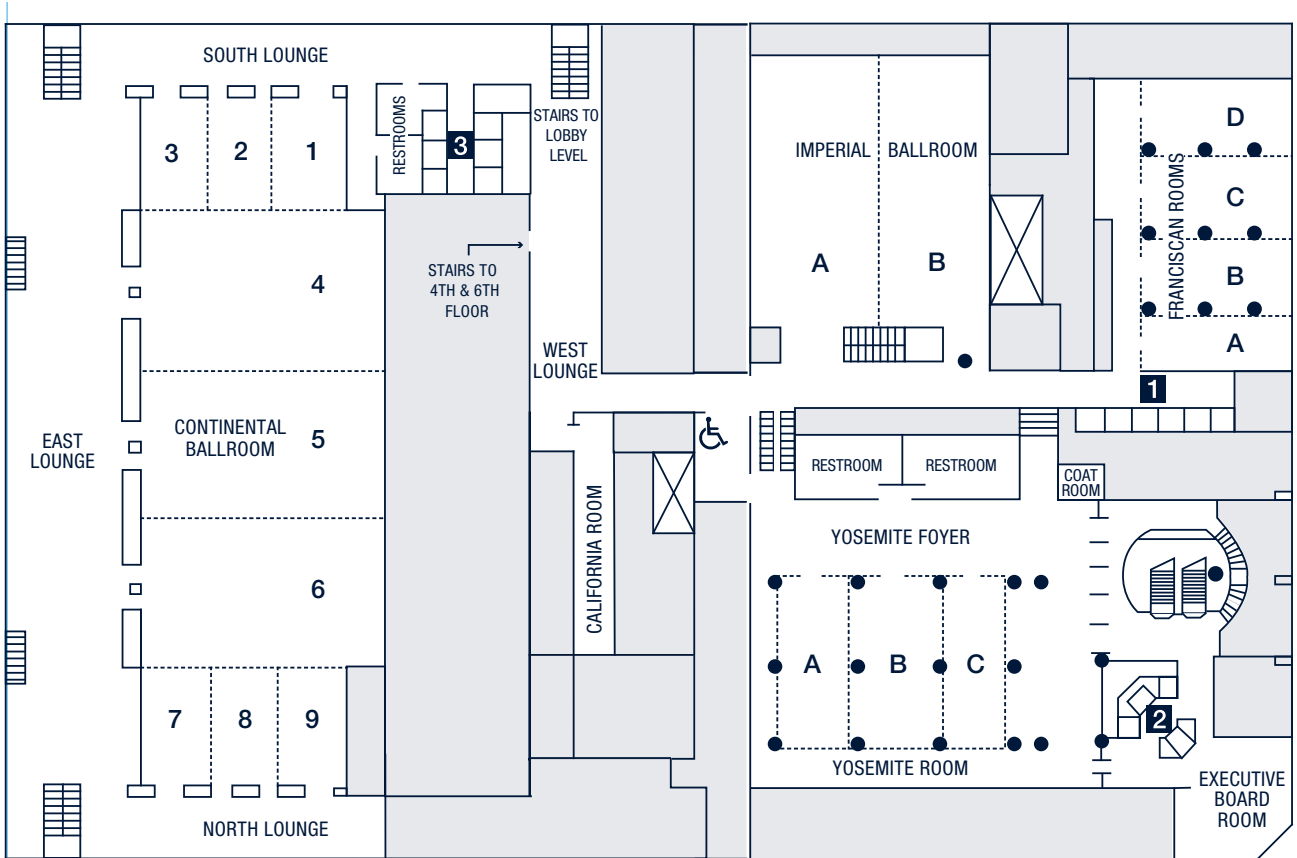 SOUTH LOUNGE
3
2
1
RESTROOMS
3
STAIRS TO
LOBBY
LEVEL
4
STAIRS TO
4TH & 6TH
FLOOR
WEST
LOUNGE
EAST
LOUNGE
CONTINENTAL
BALLROOM
5
6
7
8
9
NORTH LOUNGE
CALIFORNIA ROOM
IMPERIAL BALLROOM
A
B
FRANCISCAN ROOMS
D
C
B
A
1
RESTROOM
RESTROOM
COAT
ROOM
YOSEMITE FOYER
A
B
C
YOSEMITE ROOM
2
EXECUTIVE
BOARD
ROOM